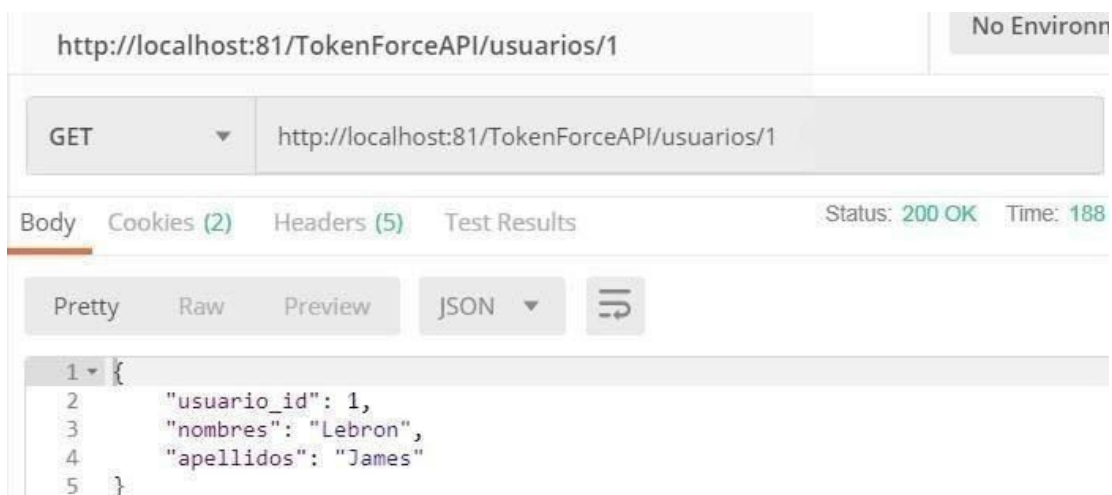 http://localhost:81/TokenForceAPI/usuarios/1
No Environm
GET
http://localhost:81/TokenForceAPI/usuarios/1
Body Cookies (2) Headers (5) Test Results Status: 200 OK Time: 188
Pretty Raw Preview JSON
1 {
2 "usuario_id": 1,
3 "nombres": "Lebron",
4 "apellidos": "James"
5 }